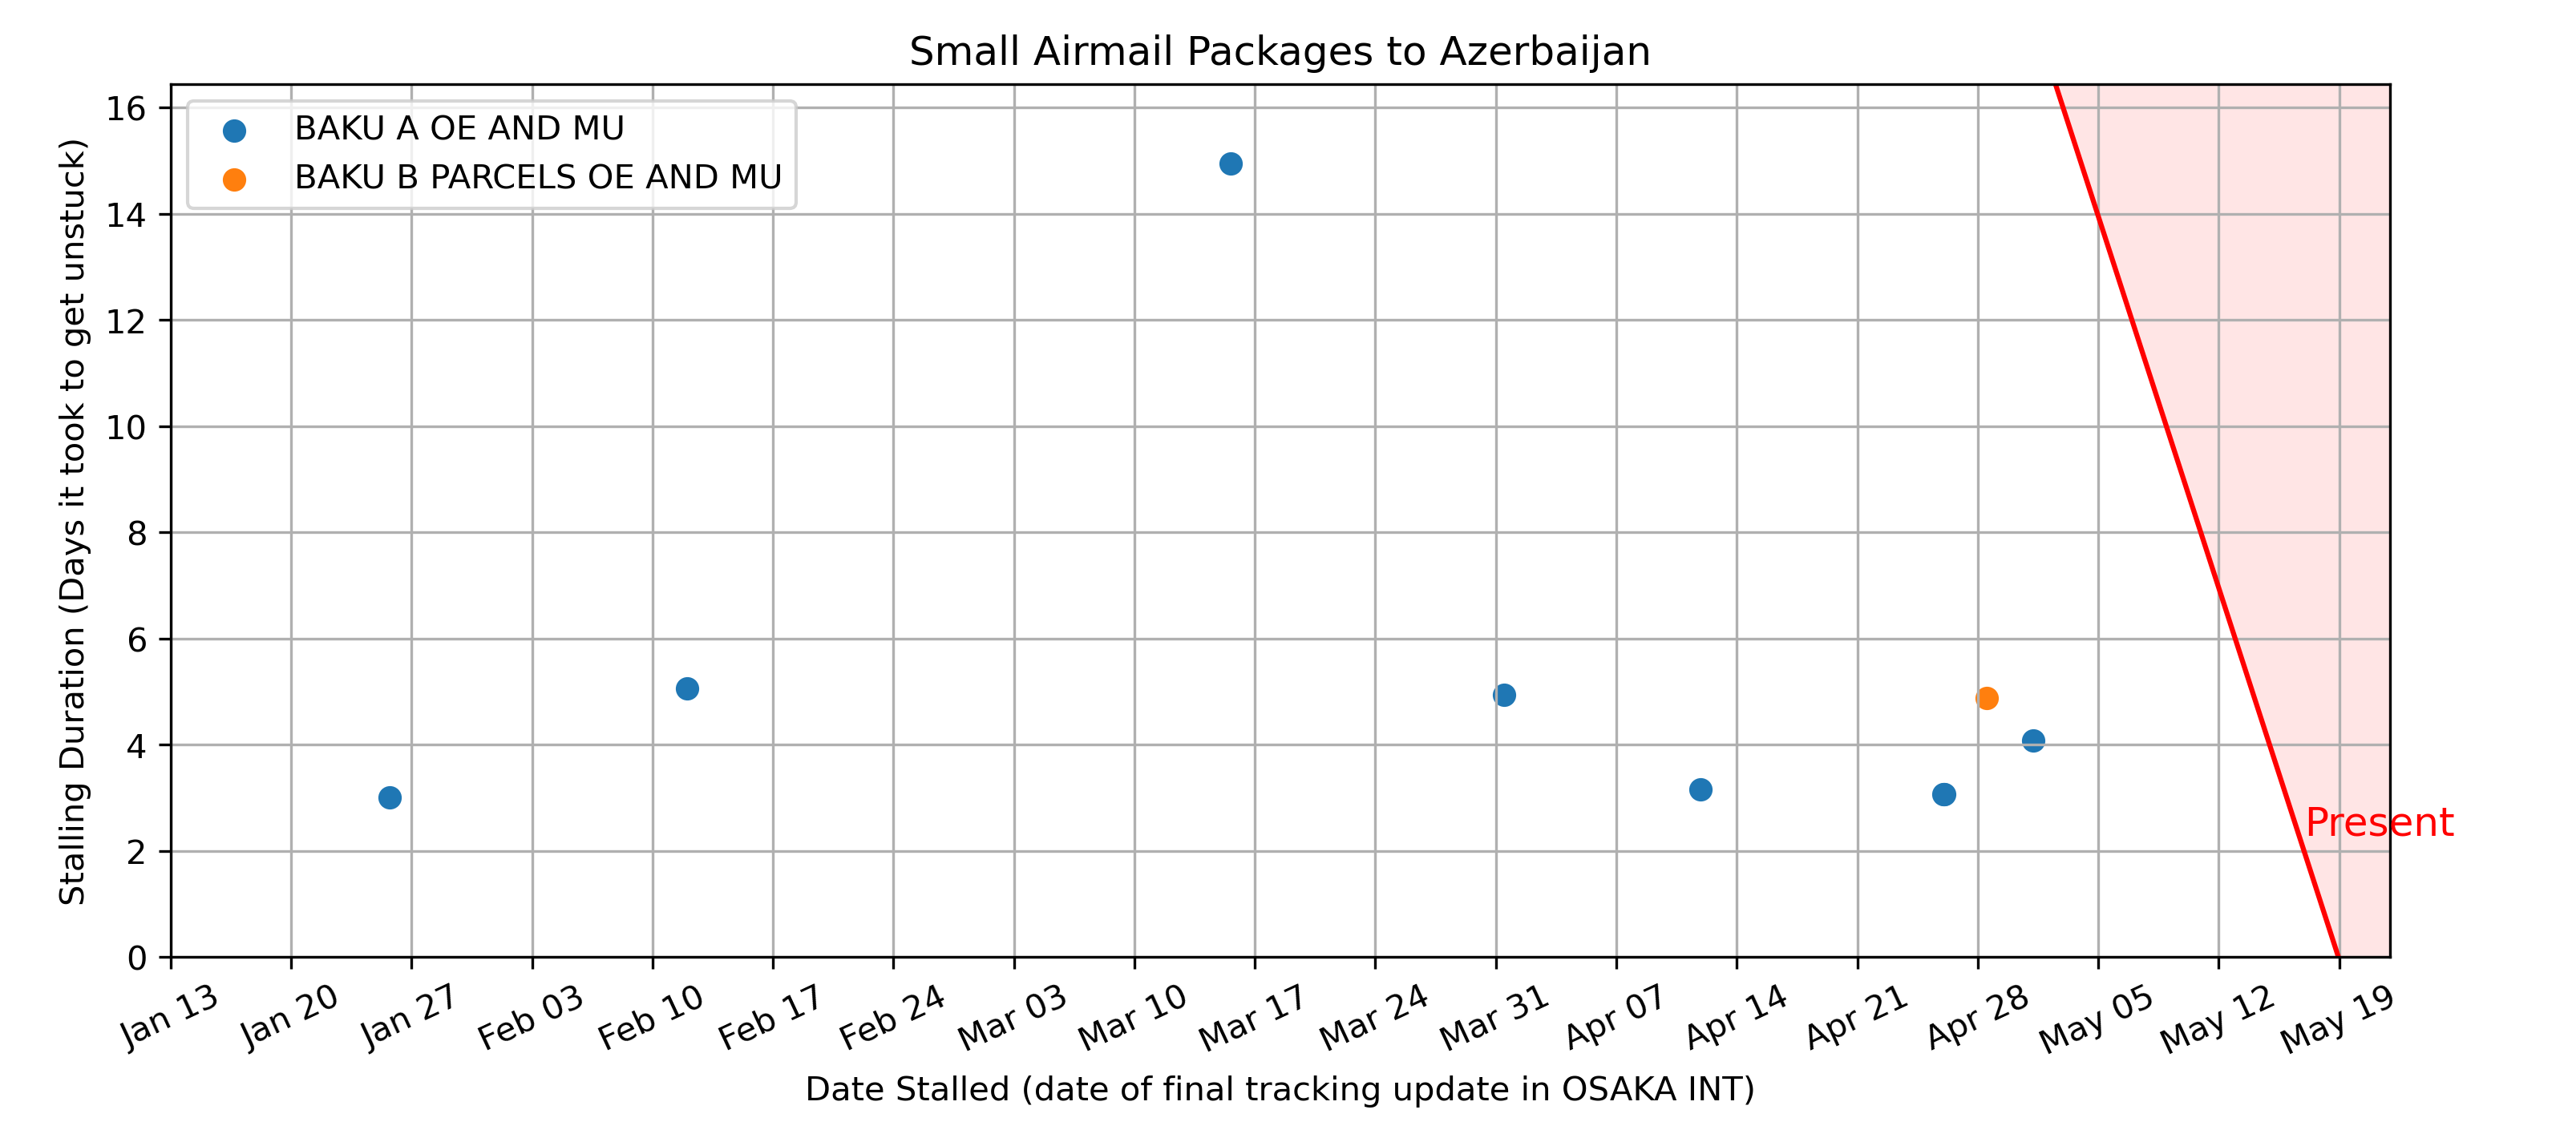 Small Airmail Packages to Azerbaijan
BAKU A OE AND MU
BAKU B PARCELS OE AND MU
Stalling Duration (Days it took to get unstuck)
16
14
12
10
8
6
4
2
0
Present
Jan 13
Jan 20
Jan 27
Feb 03
Feb 10
Feb 17
Feb 24
Mar 03
Mar 10
Mar 17
Mar 24
Mar 31
Apr 07
Apr 14
Apr 21
Apr 28
May 05
May 12
May 19
Date Stalled (date of final tracking update in OSAKA INT)